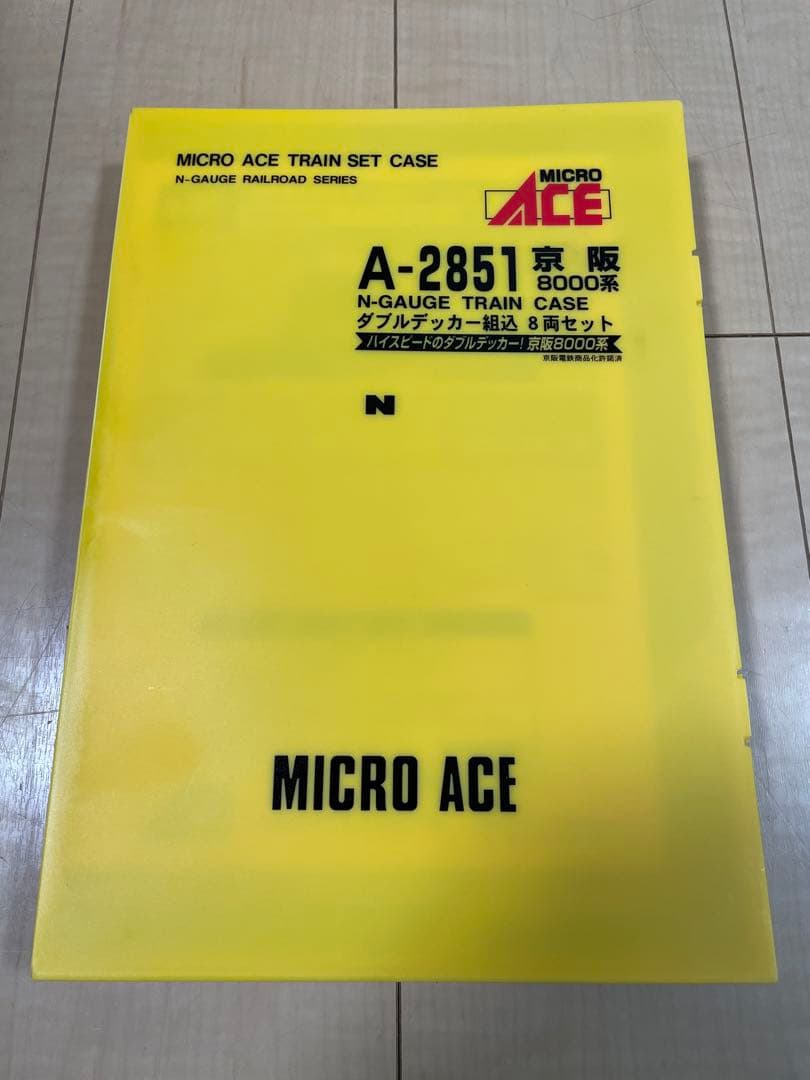 MICRO ACE TRAIN SET CASE
N-GAUGE RAILROAD SERIES
MICRO
ACE
A-2851 京阪
8000系
N-GAUGE TRAIN CASE
ダブルデッカー組込 8両セット
ハイスピードのダブルデッカー!京阪8000系
京阪電鉄商品化許諾済
N
MICRO ACE